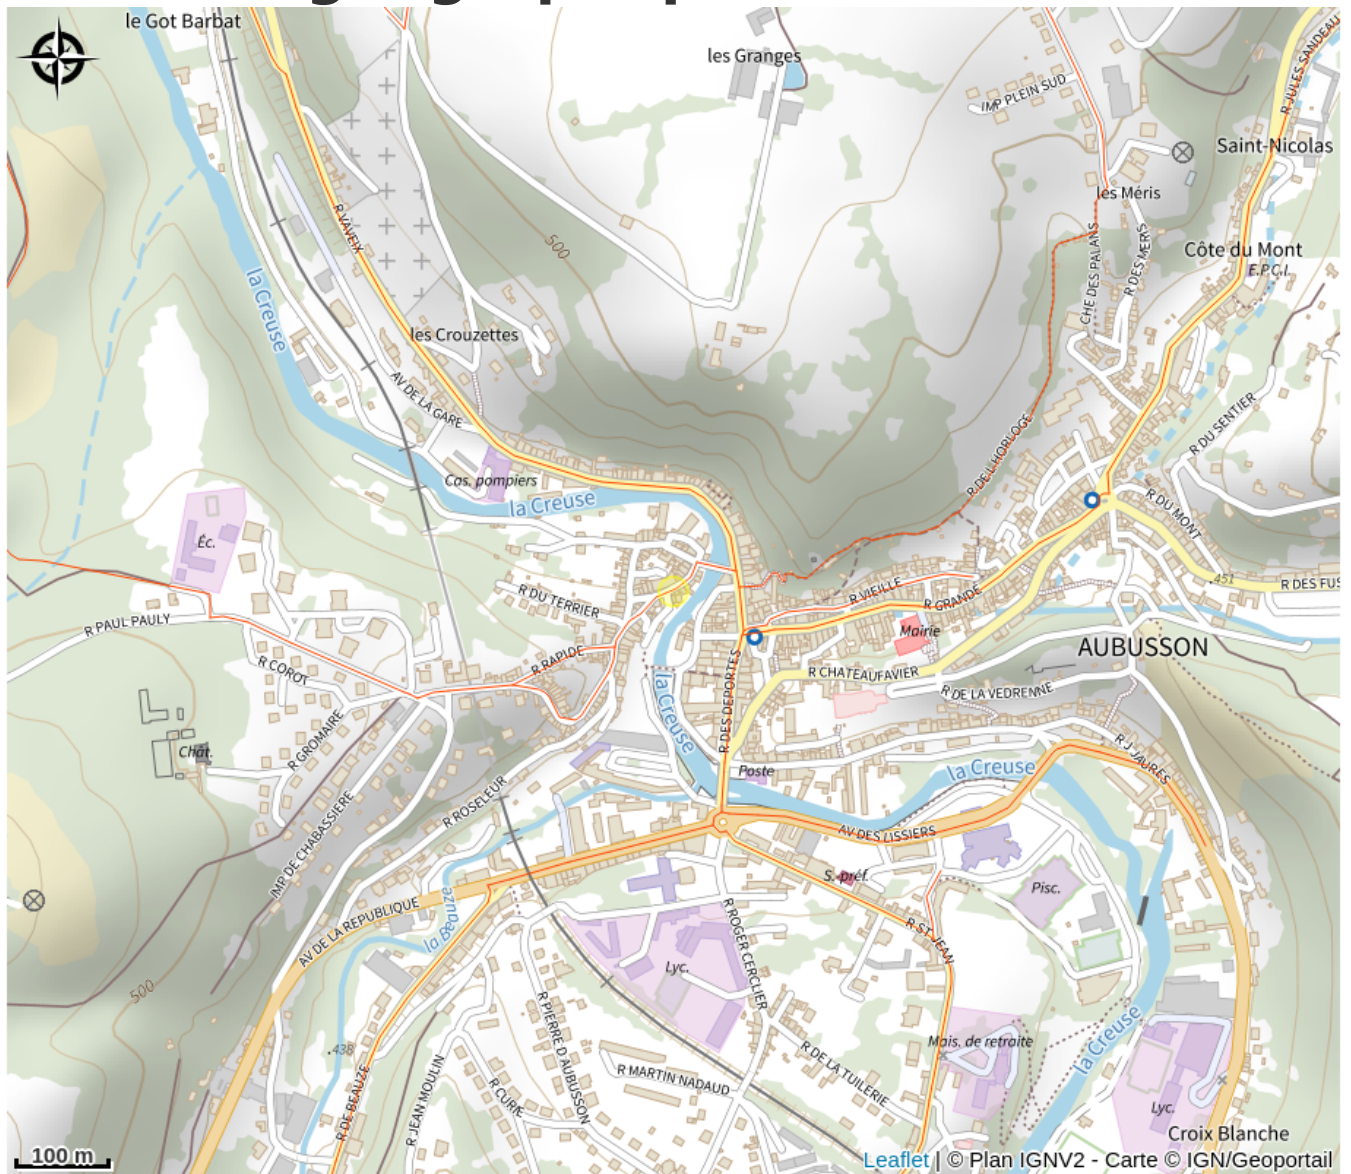 le Got Barbat
les Granges
IMP PLEIN SUD
R JULES SANDEAU
Saint-Nicolas
les Méris
R VAVEIX
500
CHE DES PALANS
R DES MERS
Côte du Mont
E.P.C.I.
la Creuse
les Crouzettes
AV DE LA GARE
R DU SENTIER
R DE L HORLOGE
Cas. pompiers
la Creuse
R DU MONT
Éc.
.451
R DES FUS
R DU TERRIER
R VIEILLE
R GRANDE
R PAUL PAULY
Mairie
AUBUSSON
R RAPIDE
R COROT
R CHATEAUFAVIER
R DE LA VEDRENNE
R DES DEPORTES
la Creuse
R GROMAIRE
Chât.
R J JAURES
Poste
la Creuse
R ROSELEUR
IMP DE CHABASSIERE
AV DES LISSIERS
S.-préf.
Pisc.
la Beauze
AV DE LA REPUBLIQUE
R ROGER CERCLIER
R ST JEAN
Lyc.
500
R PIERRE D AUBUSSON
.438
Mais. de retraite
la Creuse
R DE LA TUILERIE
R MARTIN NADAUD
R DE BEAUZE
R JEAN MOULIN
R CURIE
Lyc.
Croix Blanche
100 m
Leaflet | © Plan IGNV2 - Carte © IGN/Geoportail